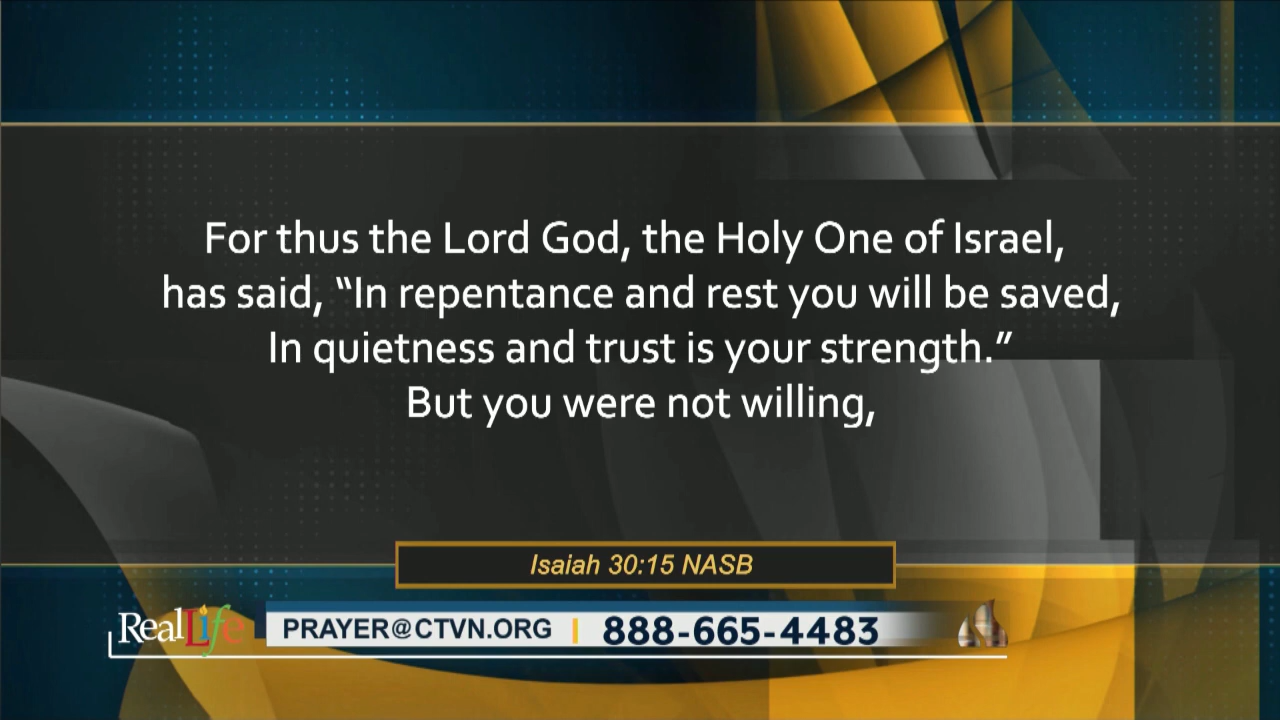 For thus the Lord God, the Holy One of Israel,
has said, “In repentance and rest you will be saved,
In quietness and trust is your strength.”
But you were not willing,
Isaiah 30:15 NASB
RealLife PRAYER@CTVN.ORG | 888-665-4483